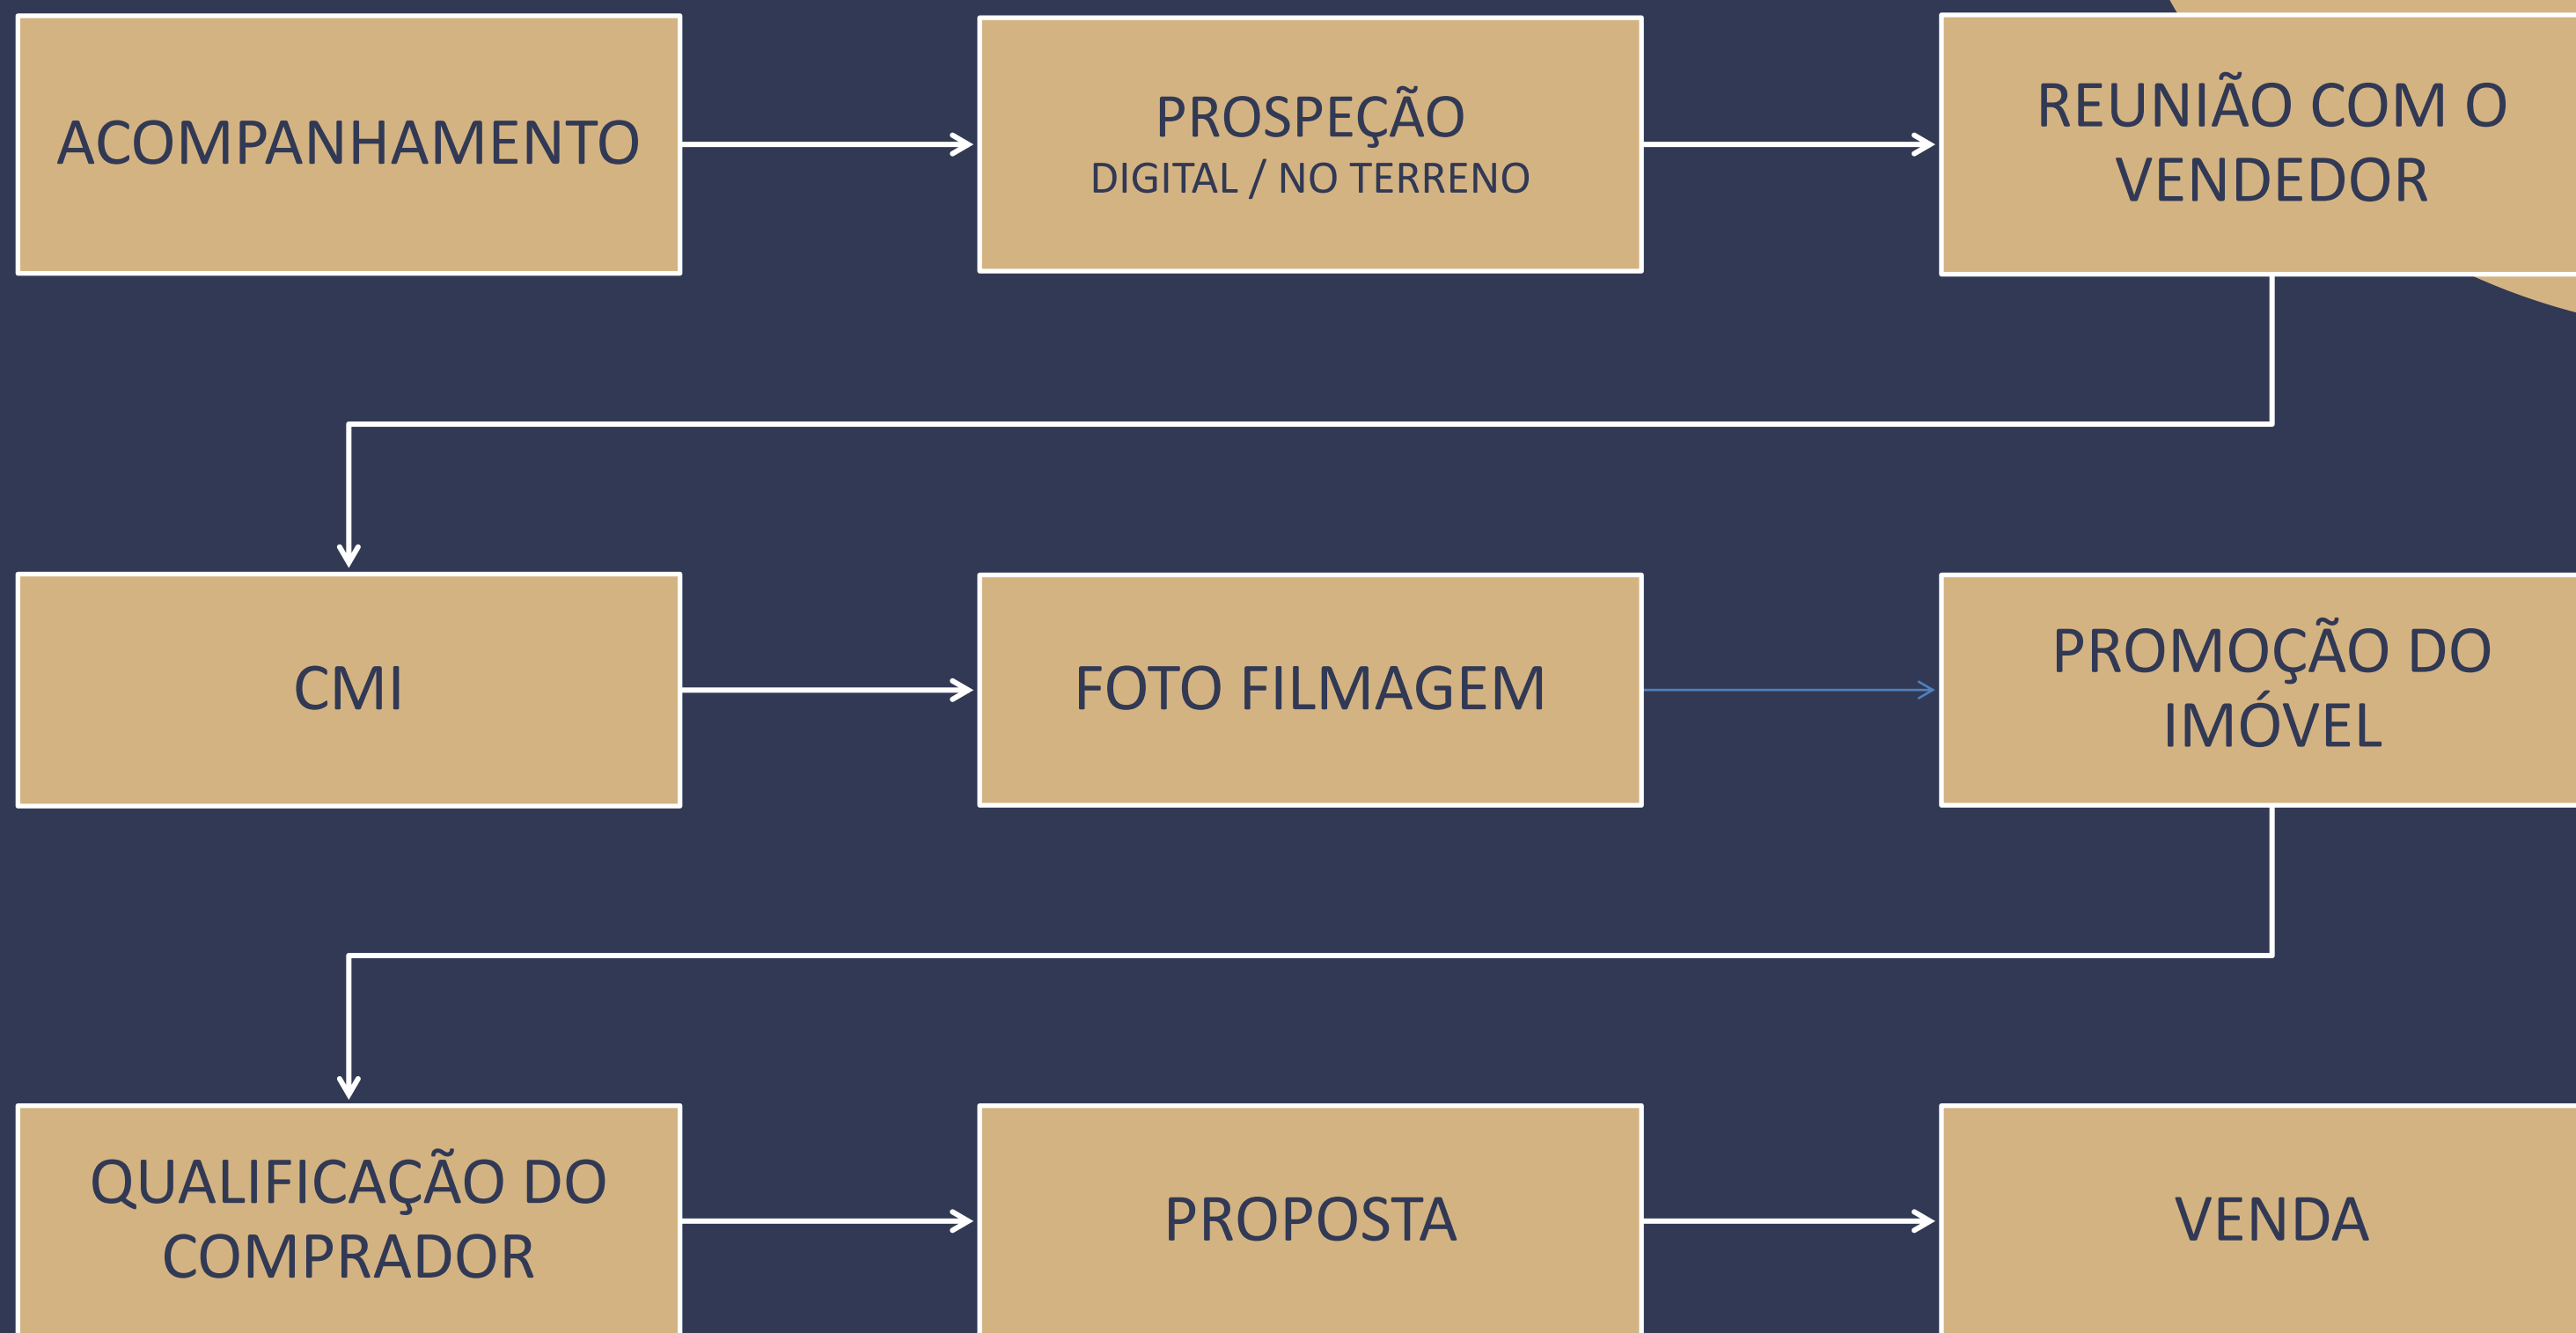 ACOMPANHAMENTO
PROSPEÇÃO
DIGITAL / NO TERRENO
REUNIÃO COM O
VENDEDOR
CMI
FOTO FILMAGEM
PROMOÇÃO DO
IMÓVEL
QUALIFICAÇÃO DO
COMPRADOR
PROPOSTA
VENDA